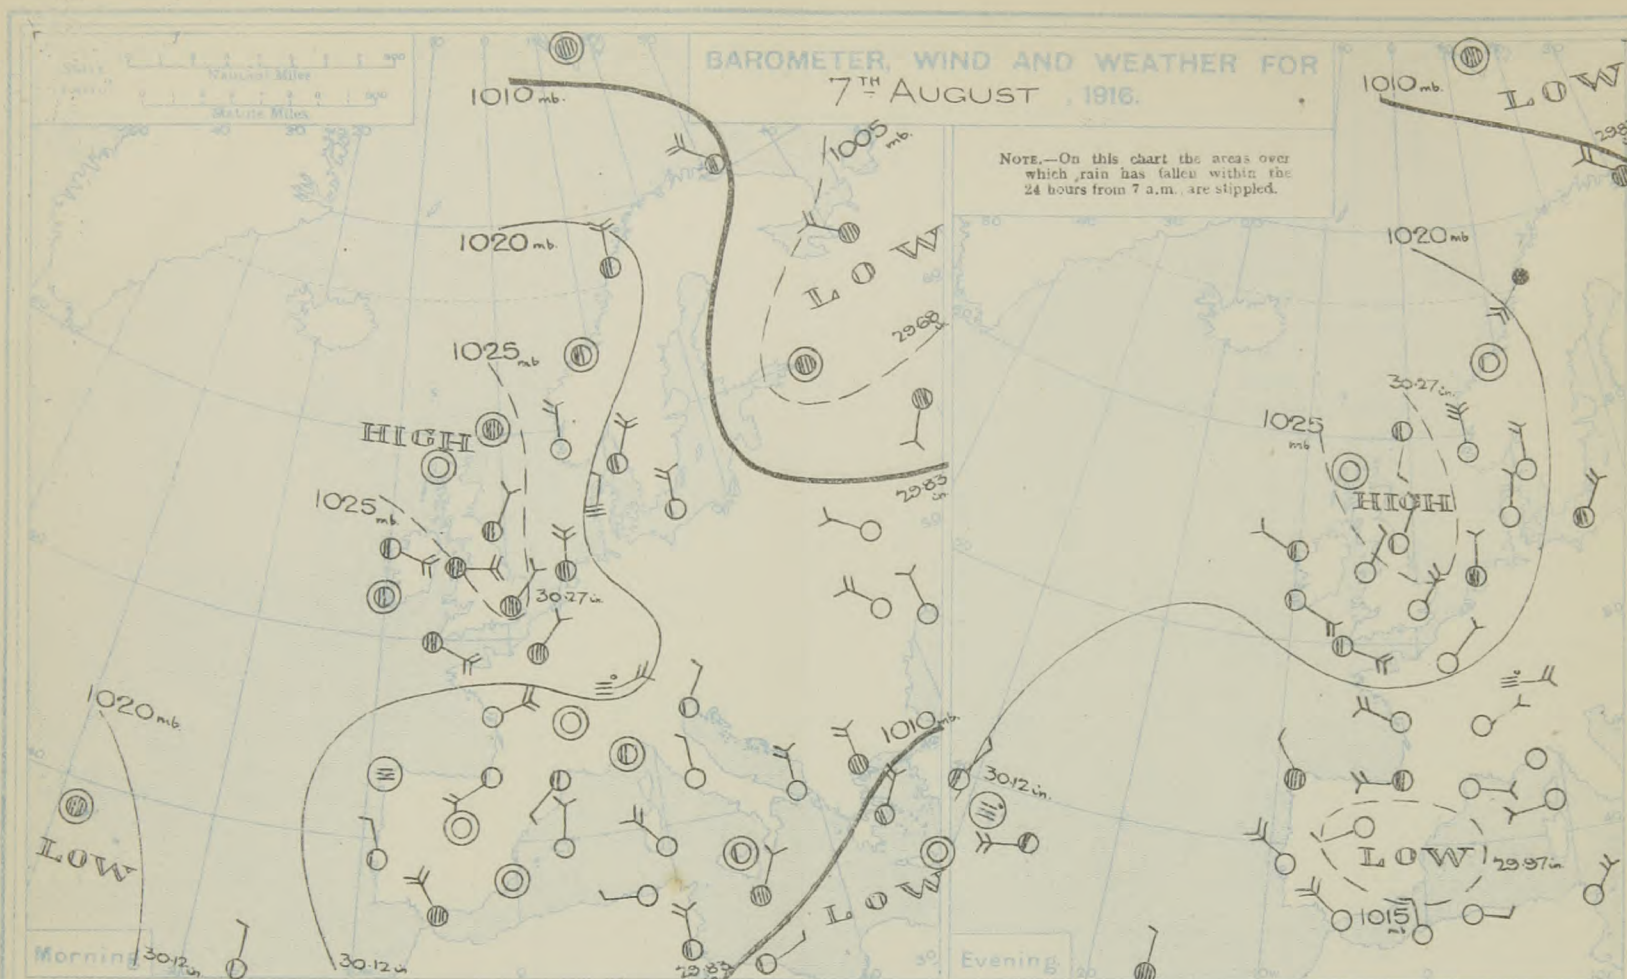 Nautical Miles
Statute Miles
BAROMETER, WIND AND WEATHER FOR
7TH AUGUST, 1916.
NOTE.—On this chart the areas over
which rain has fallen within the
24 hours from 7 a.m. are stippled.
1010 mb.
1005 mb.
1020 mb.
LOW
29·68
1025 mb
HIGH
1025 mb.
29·83 in
30·27 in
1020 mb.
1010 mb.
LOW
LOW
Morning
30·12 in
30·12 in
29·83
1010 mb.
LOW
1020 mb
30·27 in.
1025 mb
HIGH
30·12 in.
LOW
29·97 in
1015 mb
Evening